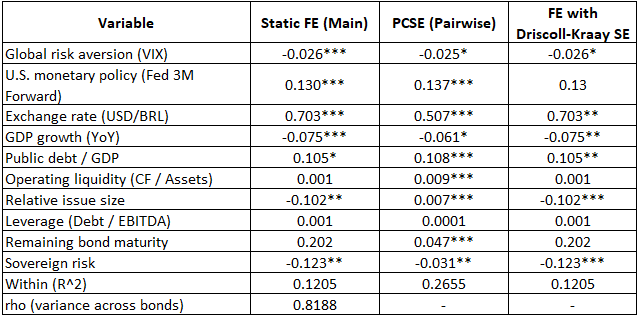 Variable Static FE (Main) PCSE (Pairwise) FE with
Driscoll-Kraay SE
Global risk aversion (VIX) -0.026*** -0.025* -0.026*
U.S. monetary policy (Fed 3M
Forward) 0.130*** 0.137*** 0.13
Exchange rate (USD/BRL) 0.703*** 0.507*** 0.703**
GDP growth (YoY) -0.075*** -0.061* -0.075**
Public debt / GDP 0.105* 0.108*** 0.105**
Operating liquidity (CF / Assets) 0.001 0.009*** 0.001
Relative issue size -0.102** 0.007*** -0.102***
Leverage (Debt / EBITDA) 0.001 0.0001 0.001
Remaining bond maturity 0.202 0.047*** 0.202
Sovereign risk -0.123** -0.031** -0.123***
Within (R^2) 0.1205 0.2655 0.1205
rho (variance across bonds) 0.8188 - -